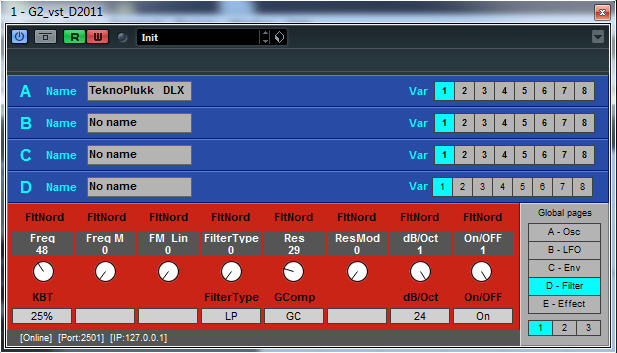 1 - G2_vst_D2011
R W Init
A Name TeknoPlukk DLX Var 1 2 3 4 5 6 7 8
B Name No name Var 1 2 3 4 5 6 7 8
C Name No name Var 1 2 3 4 5 6 7 8
D Name No name Var 1 2 3 4 5 6 7 8
FltNord FltNord FltNord FltNord FltNord FltNord FltNord FltNord
Freq Freq M FM_Lin FilterType Res ResMod dB/Oct On/OFF
48 0 0 0 29 0 1 1
KBT FilterType GComp dB/Oct On/OFF
25% LP GC 24 On
Global pages
A - Osc
B - LFO
C - Env
D - Filter
E - Effect
1 2 3
[Online] [Port:2501] [IP:127.0.0.1]